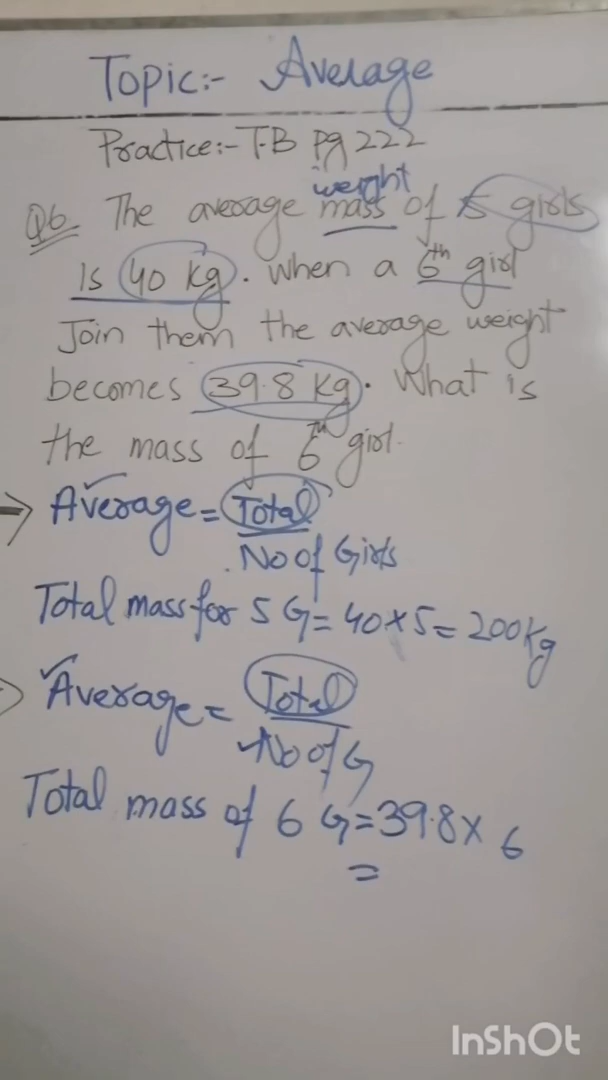 Topic:- Average
Practice:- T.B pg 222
weight
Q6. The average mass of 5 girls
is 40 kg. when a 6th girl
Join them the average weight
becomes 39.8 kg. What is
the mass of 6th girl.
→ Average = Total
No of Girls
Total mass for 5 G = 40 × 5 = 200 kg
Average = Total
No of G
Total mass of 6 G = 39.8 × 6
=
InShOt